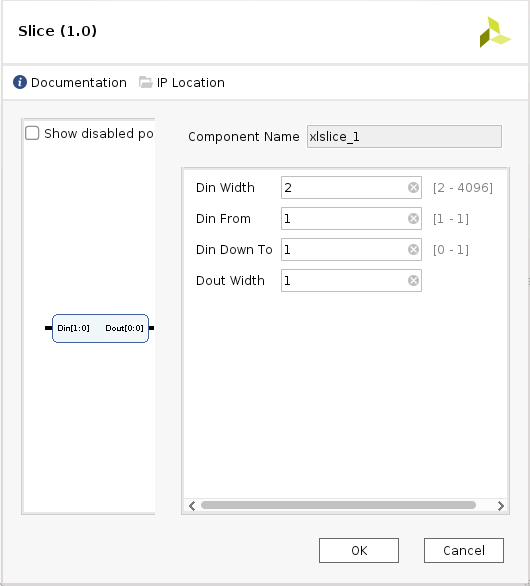 Slice (1.0)
Documentation IP Location
Show disabled po
Component Name xlslice_1
Din Width 2 [2 - 4096]
Din From 1 [1 - 1]
Din Down To 1 [0 - 1]
Dout Width 1
Din[1:0] Dout[0:0]
OK Cancel